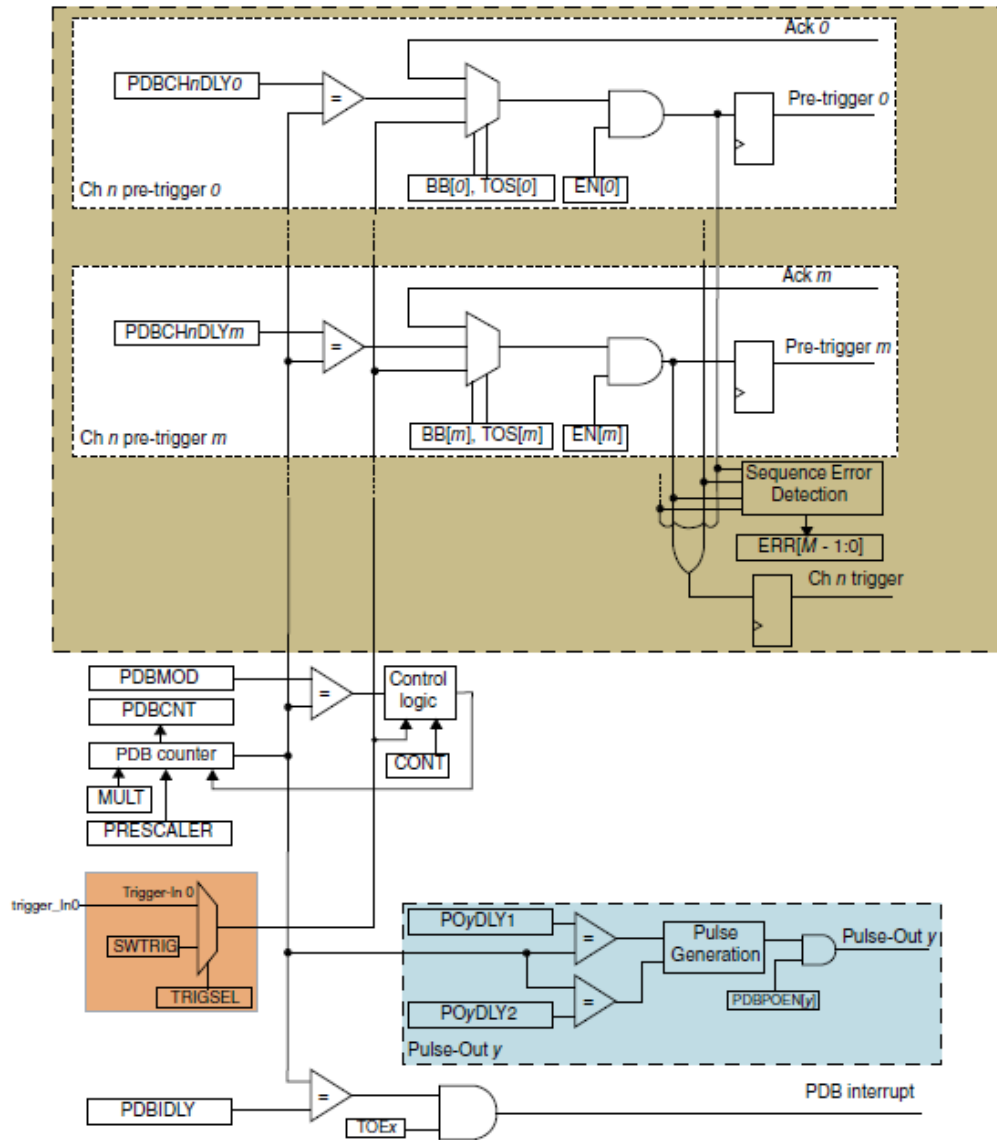 Ack 0
PDBCHnDLY0
=
Pre-trigger 0
BB[0], TOS[0]
EN[0]
Ch n pre-trigger 0
Ack m
PDBCHnDLYm
=
Pre-trigger m
BB[m], TOS[m]
EN[m]
Ch n pre-trigger m
Sequence Error
Detection
ERR[M - 1:0]
Ch n trigger
PDBMOD
=
Control
logic
PDBCNT
PDB counter
CONT
MULT
PRESCALER
trigger_In0
Trigger-In 0
SWTRIG
TRIGSEL
POyDLY1
=
Pulse
Generation
Pulse-Out y
=
PDBPOEN[y]
POyDLY2
Pulse-Out y
=
PDB interrupt
PDBIDLY
TOEx